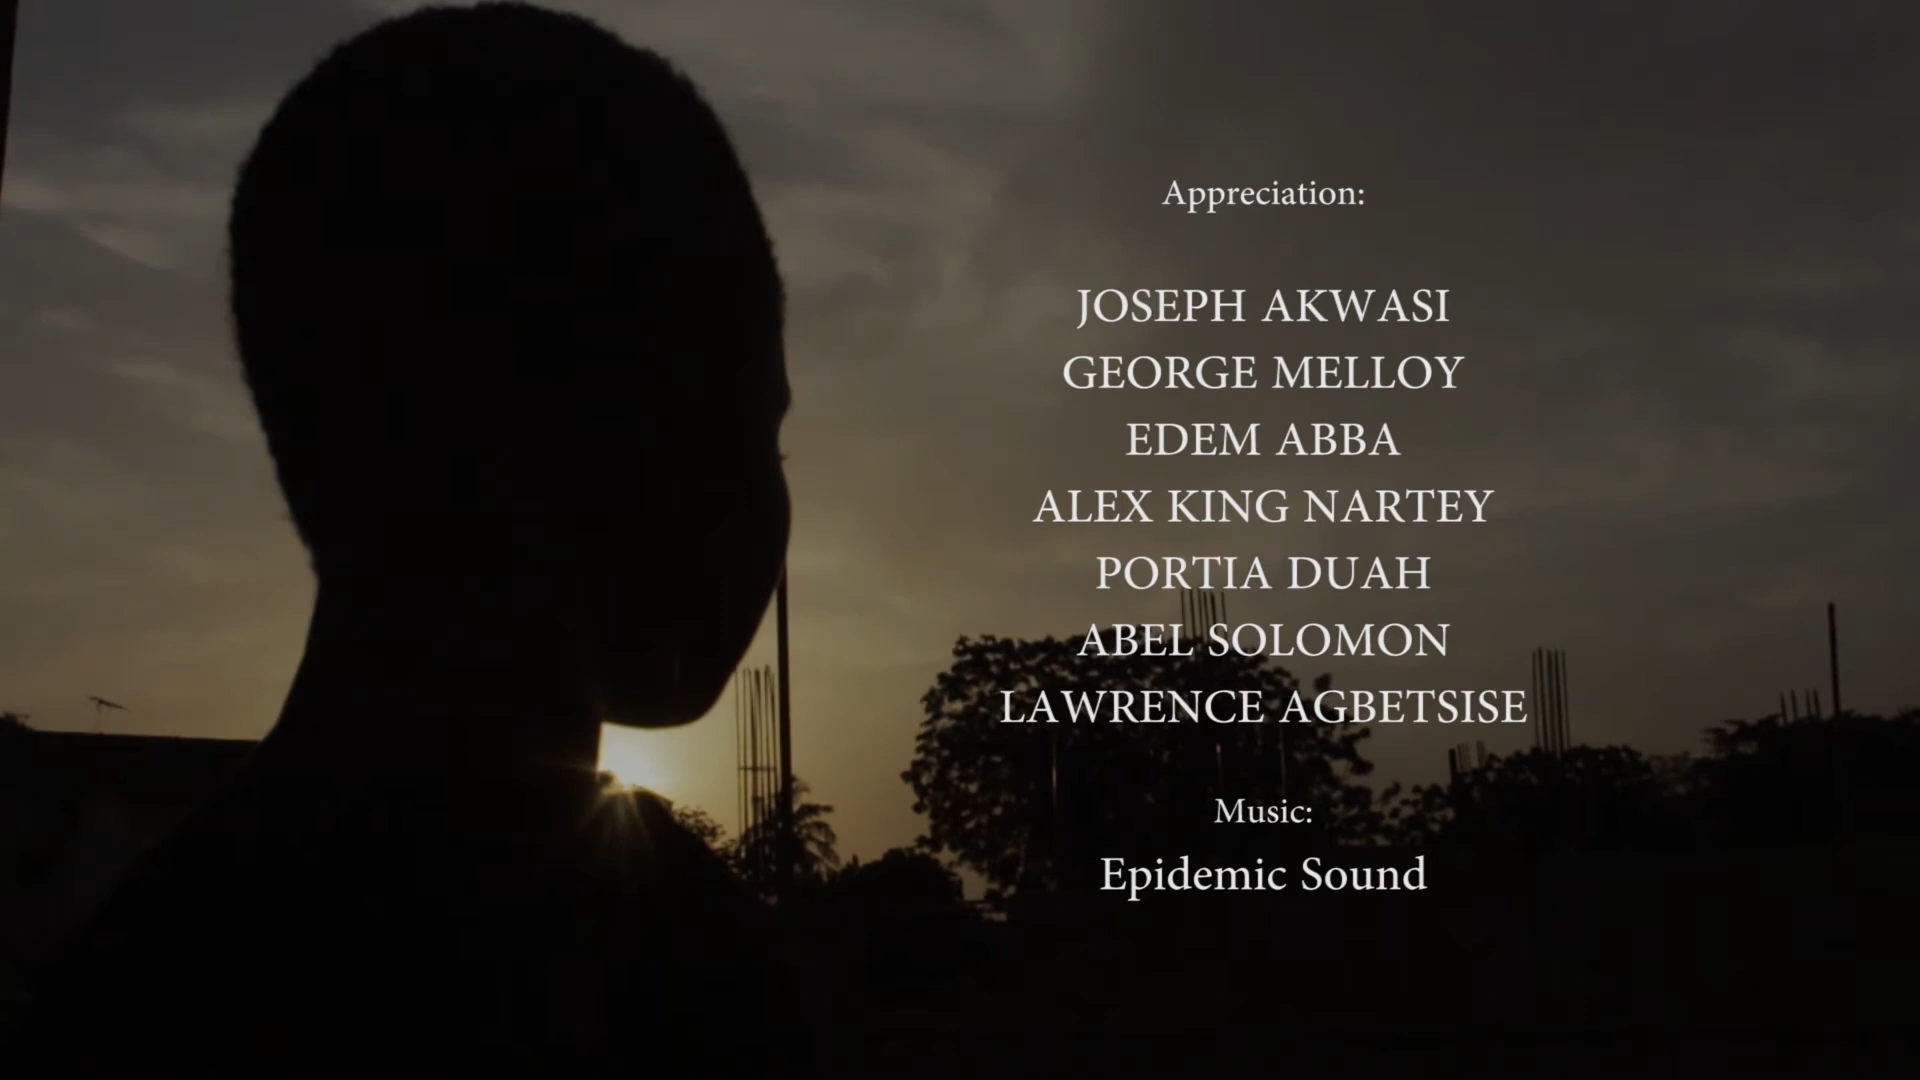 Appreciation:
JOSEPH AKWASI
GEORGE MELLOY
EDEM ABBA
ALEX KING NARTEY
PORTIA DUAH
ABEL SOLOMON
LAWRENCE AGBETSISE
Music:
Epidemic Sound